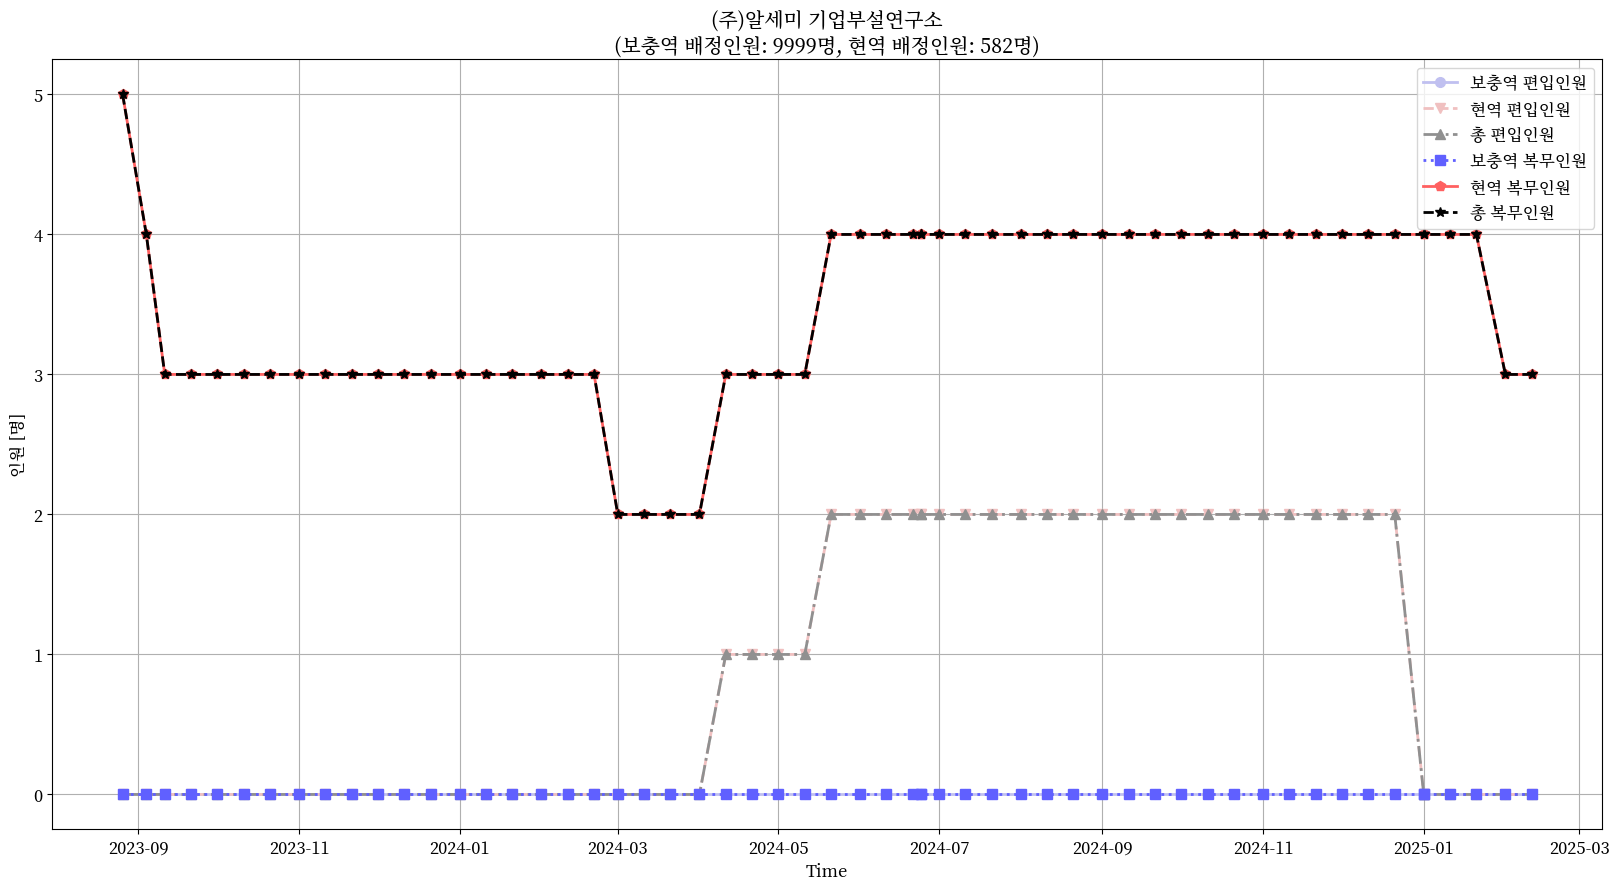 (주)알세미 기업부설연구소
(보충역 배정인원: 9999명, 현역 배정인원: 582명)
보충역 편입인원
현역 편입인원
총 편입인원
보충역 복무인원
현역 복무인원
총 복무인원
인원 [명]
5
4
3
2
1
0
2023-09
2023-11
2024-01
2024-03
2024-05
2024-07
2024-09
2024-11
2025-01
2025-03
Time